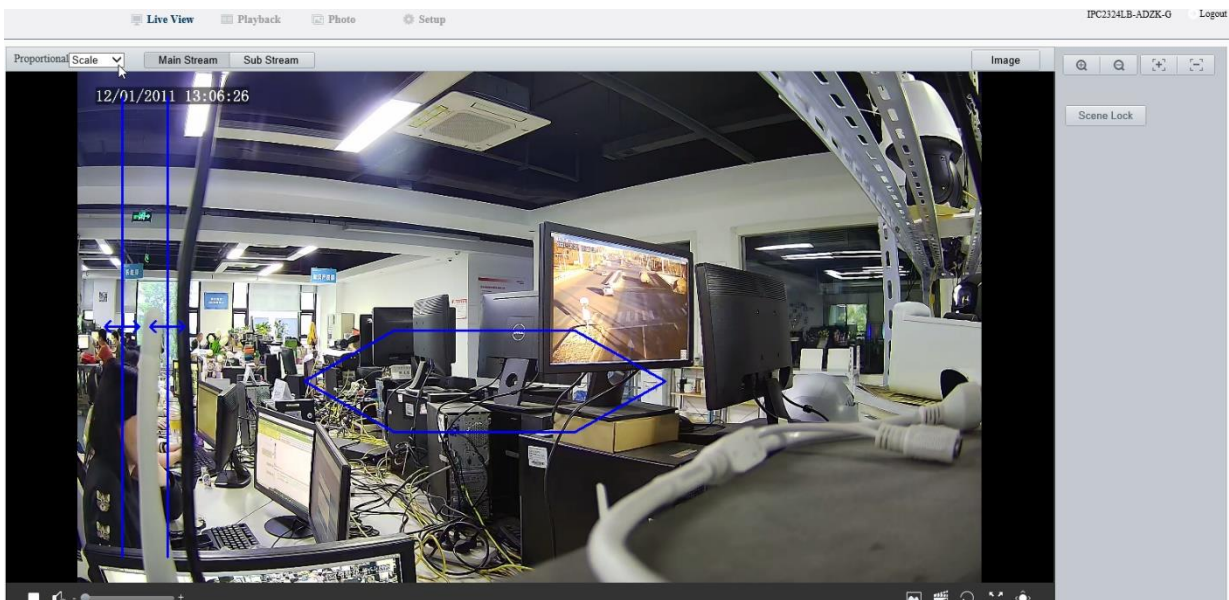 Live View Playback Photo Setup IPC2324LB-ADZK-G Logout
Proportional Scale Main Stream Sub Stream Image
12/01/2011 13:06:26
Scene Lock
- +